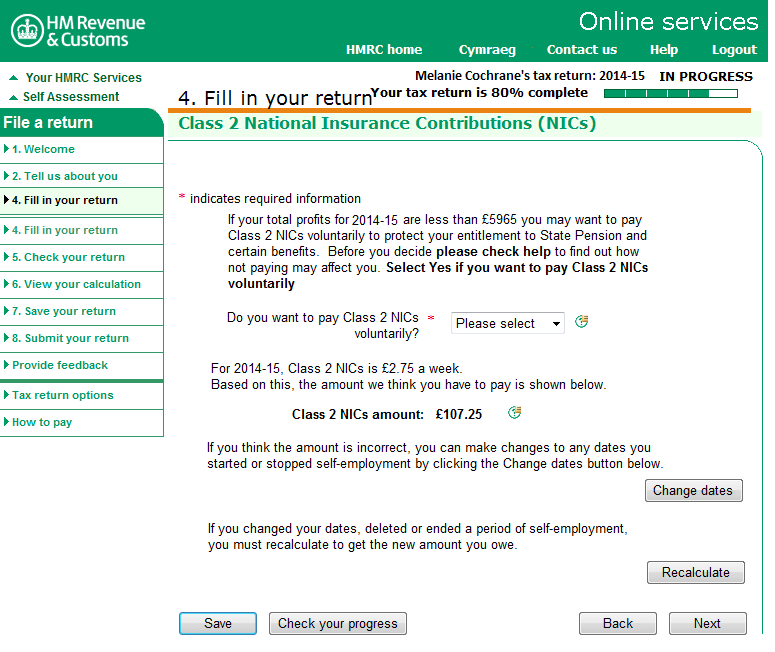 HM Revenue
& Customs
Online services
HMRC home Cymraeg Contact us Help Logout
Your HMRC Services
Self Assessment
Melanie Cochrane's tax return: 2014-15 IN PROGRESS
4. Fill in your return
Your tax return is 80% complete
File a return
1. Welcome
2. Tell us about you
4. Fill in your return
4. Fill in your return
5. Check your return
6. View your calculation
7. Save your return
8. Submit your return
Provide feedback
Tax return options
How to pay
Class 2 National Insurance Contributions (NICs)
* indicates required information
If your total profits for 2014-15 are less than £5965 you may want to pay
Class 2 NICs voluntarily to protect your entitlement to State Pension and
certain benefits. Before you decide please check help to find out how
not paying may affect you. Select Yes if you want to pay Class 2 NICs
voluntarily
Do you want to pay Class 2 NICs *
voluntarily?
Please select
For 2014-15, Class 2 NICs is £2.75 a week.
Based on this, the amount we think you have to pay is shown below.
Class 2 NICs amount: £107.25
If you think the amount is incorrect, you can make changes to any dates you
started or stopped self-employment by clicking the Change dates button below.
Change dates
If you changed your dates, deleted or ended a period of self-employment,
you must recalculate to get the new amount you owe.
Recalculate
Save Check your progress Back Next